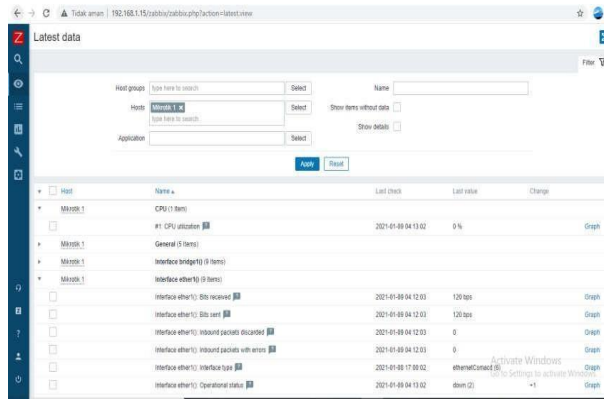 Tidak aman 192.168.1.15/zabbix/zabbix.php?action=latest.view
Z
Latest data
Filter
Host groups type here to search Select
Name
Hosts Mikrotik 1 × Select
type here to search
Show items without data
Show details
Application Select
Apply Reset
Host Name Last check Last value Change
Mikrotik 1 CPU (1 Item)
#1: CPU utilization ? 2021-01-09 04:13:02 0 % Graph
Mikrotik 1 General (5 Items)
Mikrotik 1 Interface bridge1() (9 Items)
Mikrotik 1 Interface ether1() (9 Items)
Interface ether1(): Bits received ? 2021-01-09 04:12:03 120 bps Graph
Interface ether1(): Bits sent ? 2021-01-09 04:12:03 120 bps Graph
Interface ether1(): Inbound packets discarded ? 2021-01-09 04:12:03 0 Graph
Interface ether1(): Inbound packets with errors ? 2021-01-09 04:12:03 0 Graph
Activate Windows
Interface ether1(): Interface type ? 2021-01-08 17:00:02 (6) Graph
Go to Settings to activate Windows.
Interface ether1(): Operational status ? 2021-01-09 04:13:02 down (2) +1 Graph